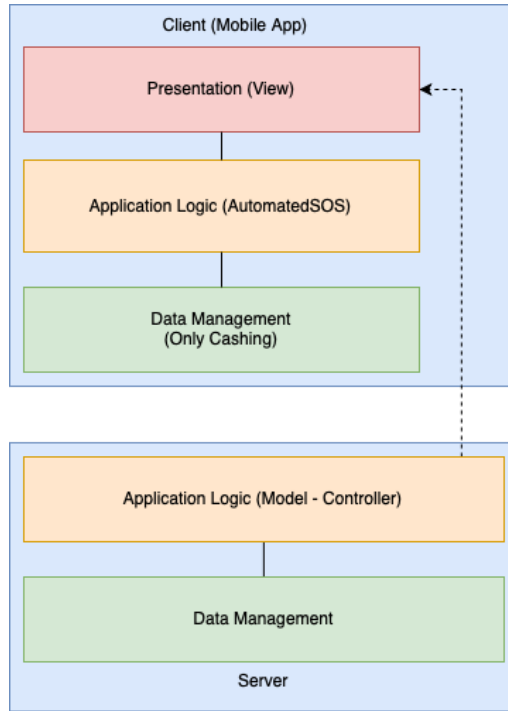 Client (Mobile App)
Presentation (View)
Application Logic (AutomatedSOS)
Data Management
(Only Cashing)
Application Logic (Model - Controller)
Data Management
Server